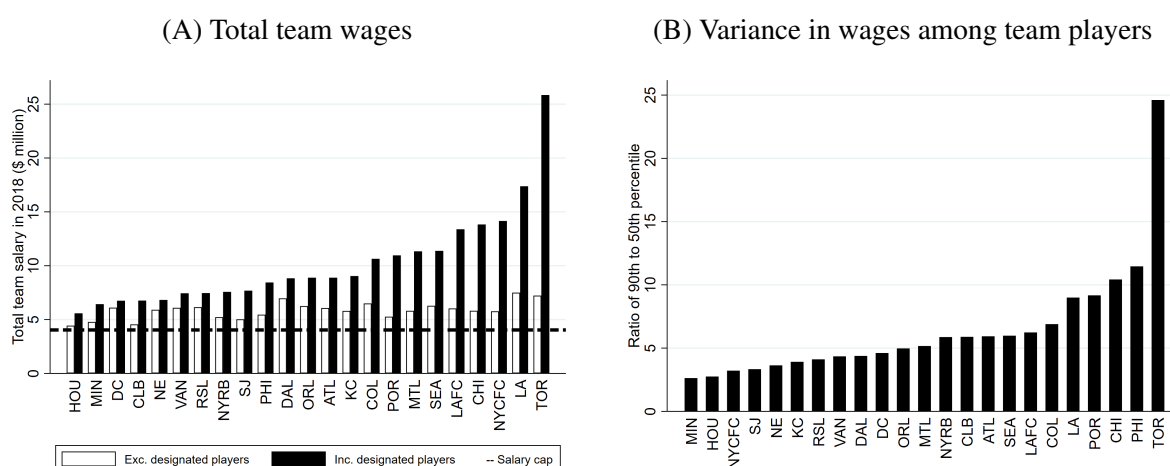 (A) Total team wages
Total team salary in 2018 ($ million)
25
20
15
10
5
0
HOU MIN DC CLB NE VAN RSL NYRB SJ PHI DAL ORL ATL KC COL POR MTL SEA LAFC CHI NYCFC LA TOR
Exc. designated players Inc. designated players -- Salary cap
(B) Variance in wages among team players
Ratio of 90th to 50th percentile
25
20
15
10
5
0
MIN HOU NYCFC SJ NE KC RSL VAN DAL DC ORL MTL NYRB CLB ATL SEA LAFC COL LA POR CHI PHI TOR